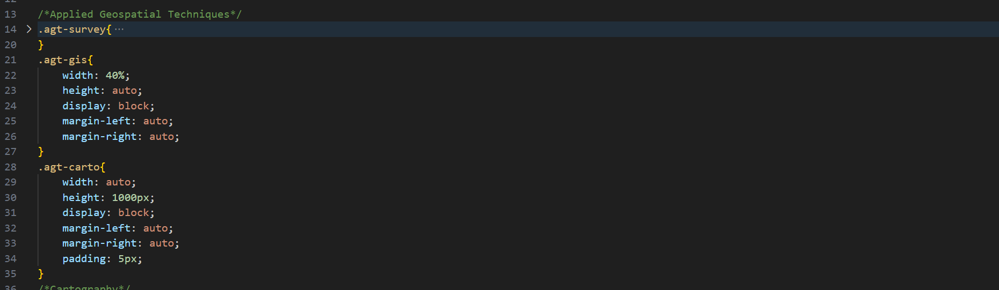 12
13 /*Applied Geospatial Techniques*/
14 > .agt-survey{ ···
20 }
21 .agt-gis{
22 width: 40%;
23 height: auto;
24 display: block;
25 margin-left: auto;
26 margin-right: auto;
27 }
28 .agt-carto{
29 width: auto;
30 height: 1000px;
31 display: block;
32 margin-left: auto;
33 margin-right: auto;
34 padding: 5px;
35 }
36 /*Cartography*/